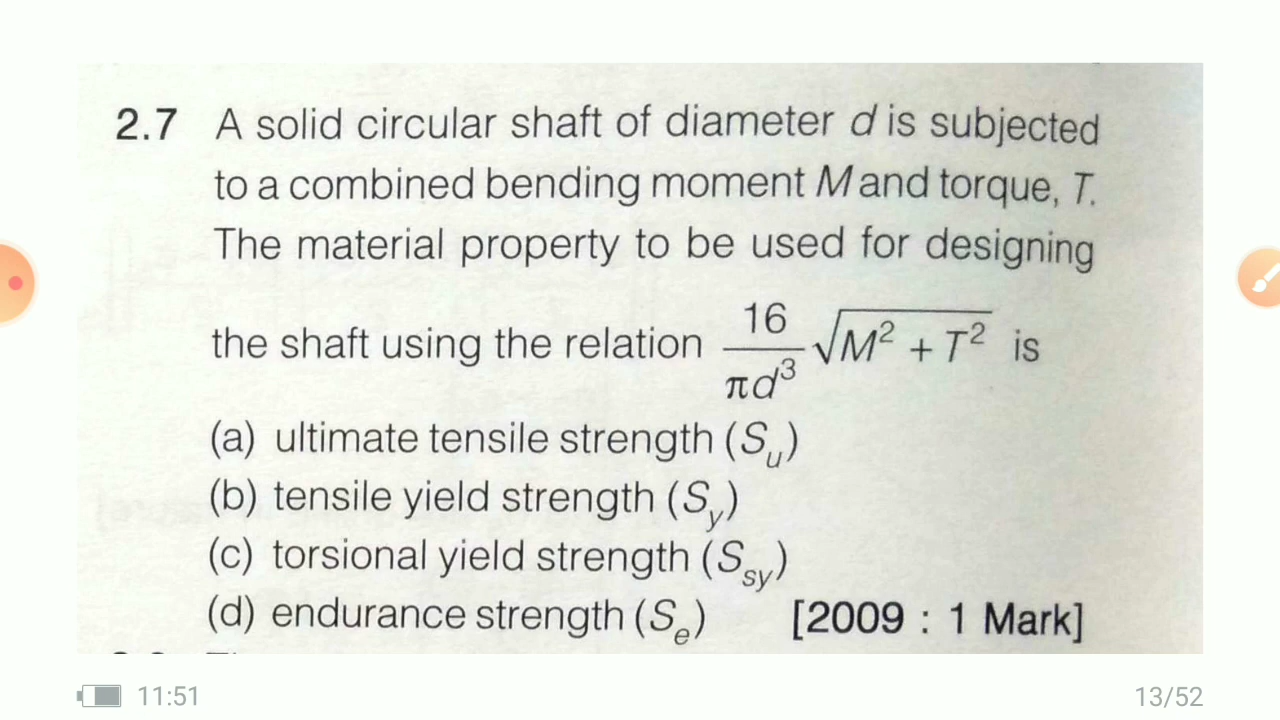 2.7 A solid circular shaft of diameter d is subjected
to a combined bending moment M and torque, T.
The material property to be used for designing
the shaft using the relation 16/πd³ √(M² + T²) is
(a) ultimate tensile strength (Sᵤ)
(b) tensile yield strength (S_y)
(c) torsional yield strength (S_sy)
(d) endurance strength (Sₑ) [2009 : 1 Mark]
11:51
13/52